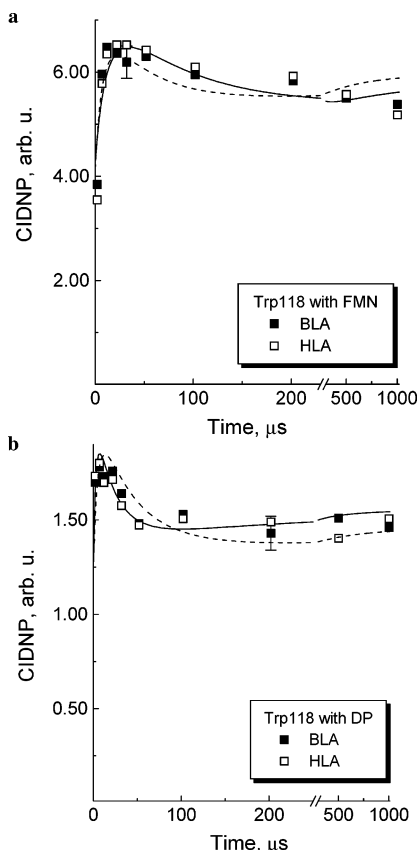 a
6.00
4.00
2.00
CIDNP, arb. u.
Trp118 with FMN
BLA
HLA
0 100 200 500 1000
Time, μs
b
1.50
1.00
0.50
CIDNP, arb. u.
Trp118 with DP
BLA
HLA
0 100 200 500 1000
Time, μs